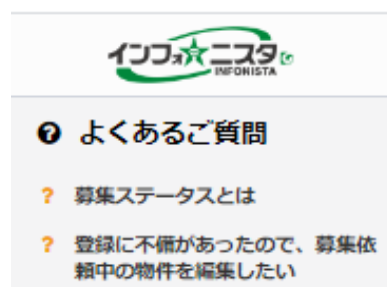 インフォ★ニスタ
INFONISTA
よくあるご質問
? 募集ステータスとは
? 登録に不備があったので、募集依
頼中の物件を編集したい